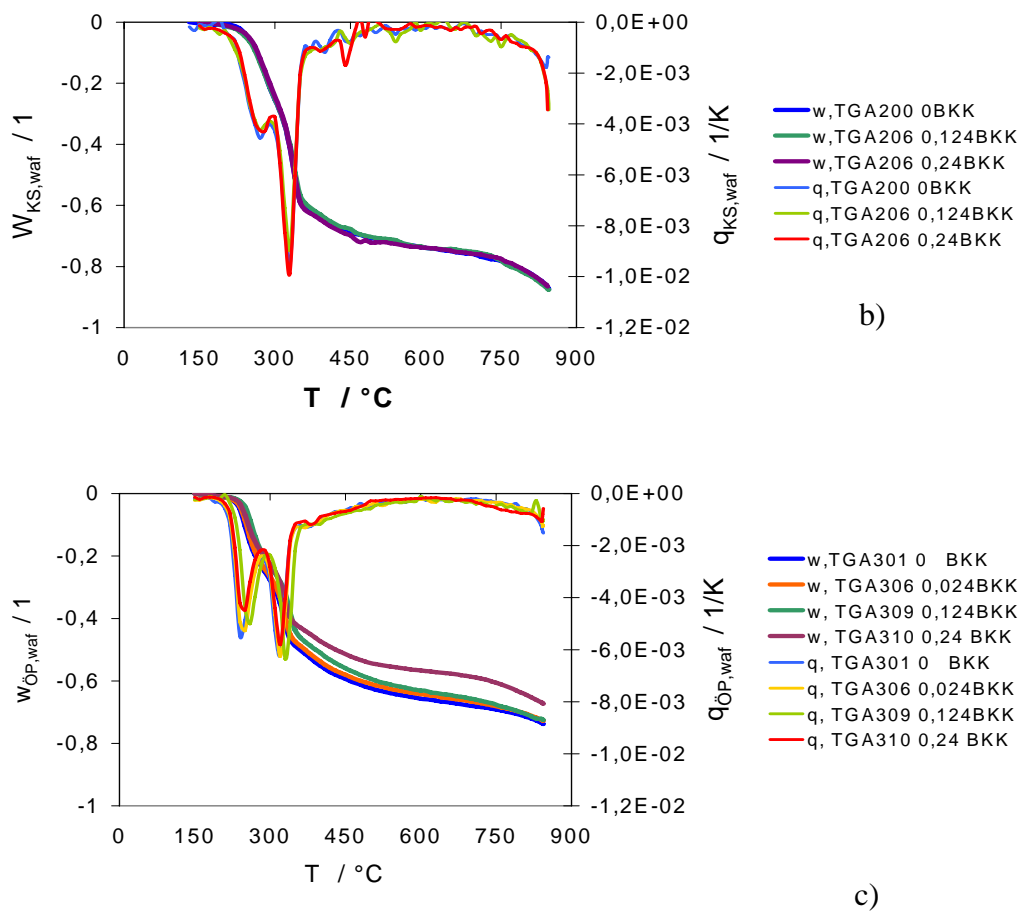 0
-0,2
-0,4
-0,6
-0,8
-1
W KS,waf / 1
0 150 300 450 600 750 900
T / °C
0,0E+00
-2,0E-03
-4,0E-03
-6,0E-03
-8,0E-03
-1,0E-02
-1,2E-02
q KS,waf / 1/K
w,TGA200 0BKK
w,TGA206 0,124BKK
w,TGA206 0,24BKK
q,TGA200 0BKK
q,TGA206 0,124BKK
q,TGA206 0,24BKK
b)
0
-0,2
-0,4
-0,6
-0,8
-1
w ÖP,waf / 1
0 150 300 450 600 750 900
T / °C
0,0E+00
-2,0E-03
-4,0E-03
-6,0E-03
-8,0E-03
-1,0E-02
-1,2E-02
q ÖP,waf / 1/K
w,TGA301 0 BKK
w, TGA306 0,024BKK
w, TGA309 0,124BKK
w, TGA310 0,24 BKK
q, TGA301 0 BKK
q, TGA306 0,024BKK
q, TGA309 0,124BKK
q, TGA310 0,24 BKK
c)